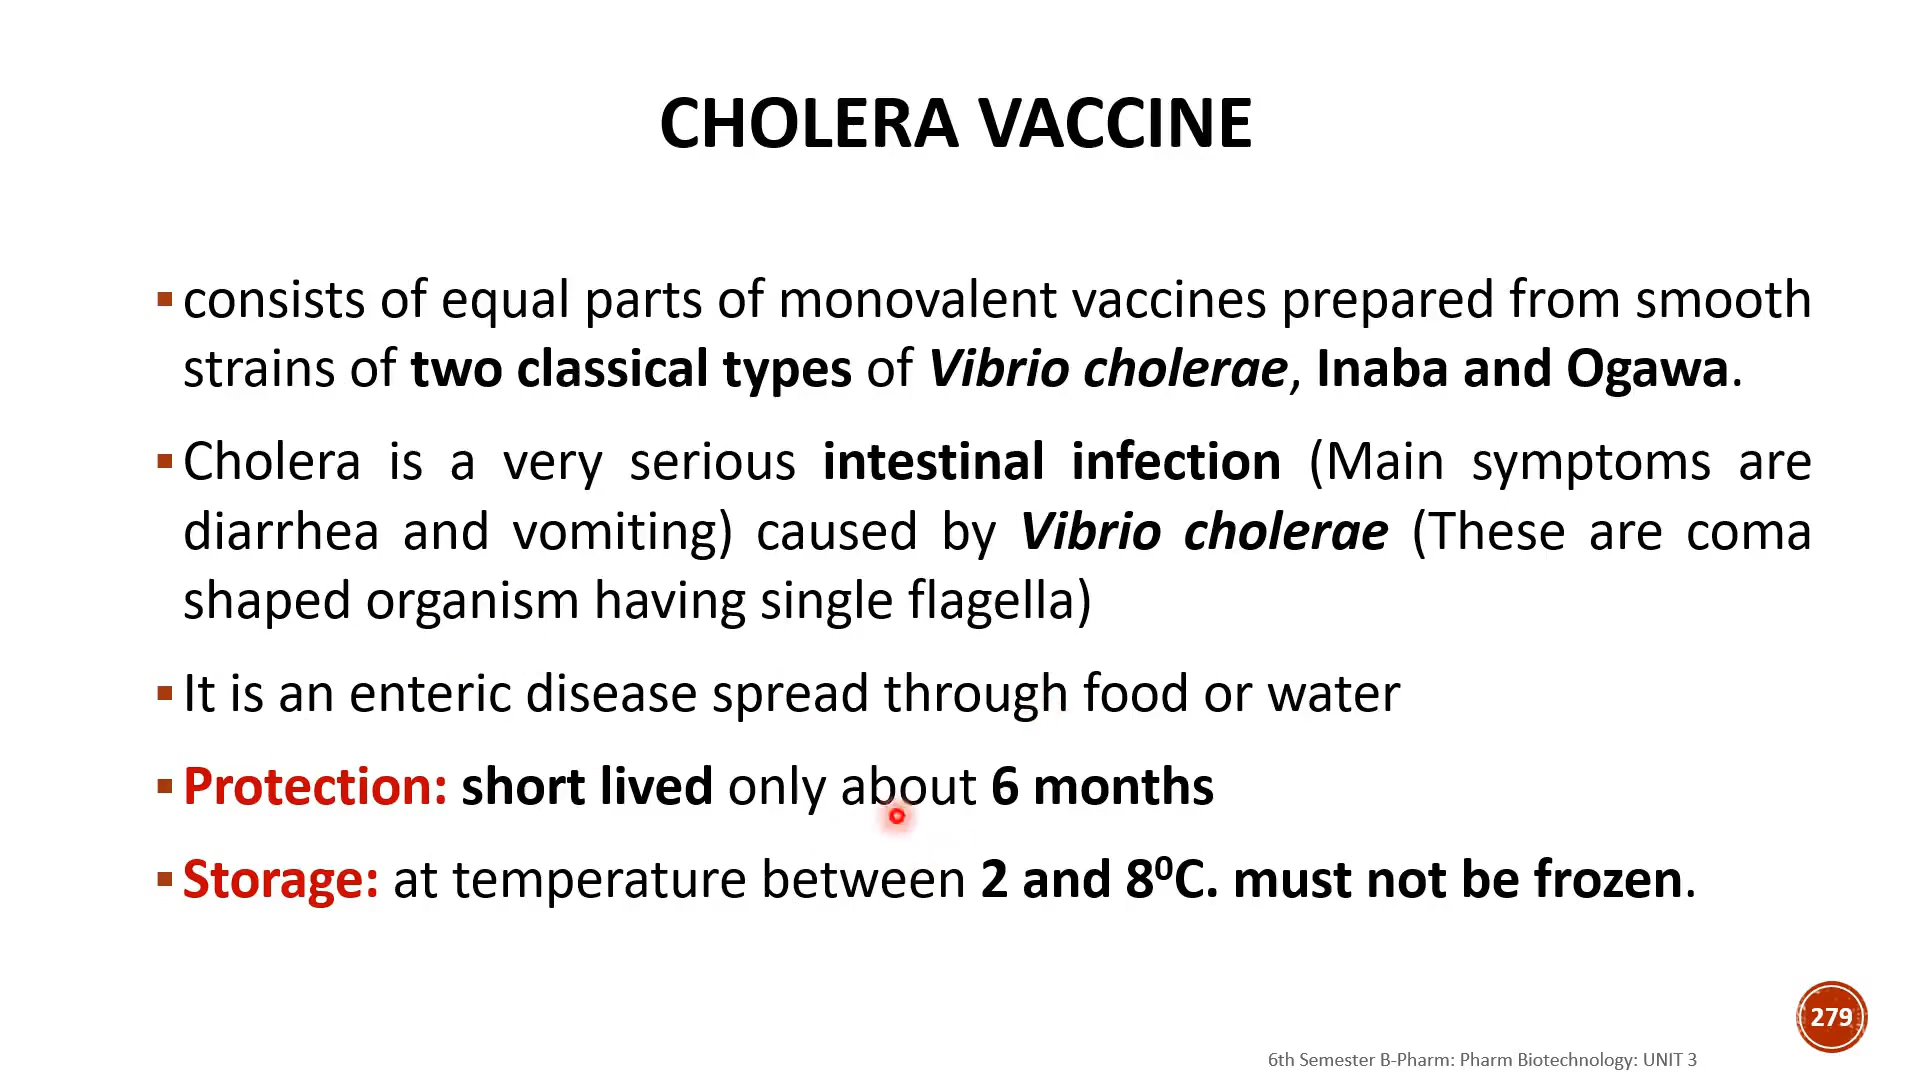 CHOLERA VACCINE
▪consists of equal parts of monovalent vaccines prepared from smooth
strains of two classical types of Vibrio cholerae, Inaba and Ogawa.
▪Cholera is a very serious intestinal infection (Main symptoms are
diarrhea and vomiting) caused by Vibrio cholerae (These are coma
shaped organism having single flagella)
▪It is an enteric disease spread through food or water
▪Protection: short lived only about 6 months
▪Storage: at temperature between 2 and 8⁰C. must not be frozen.
279
6th Semester B-Pharm: Pharm Biotechnology: UNIT 3